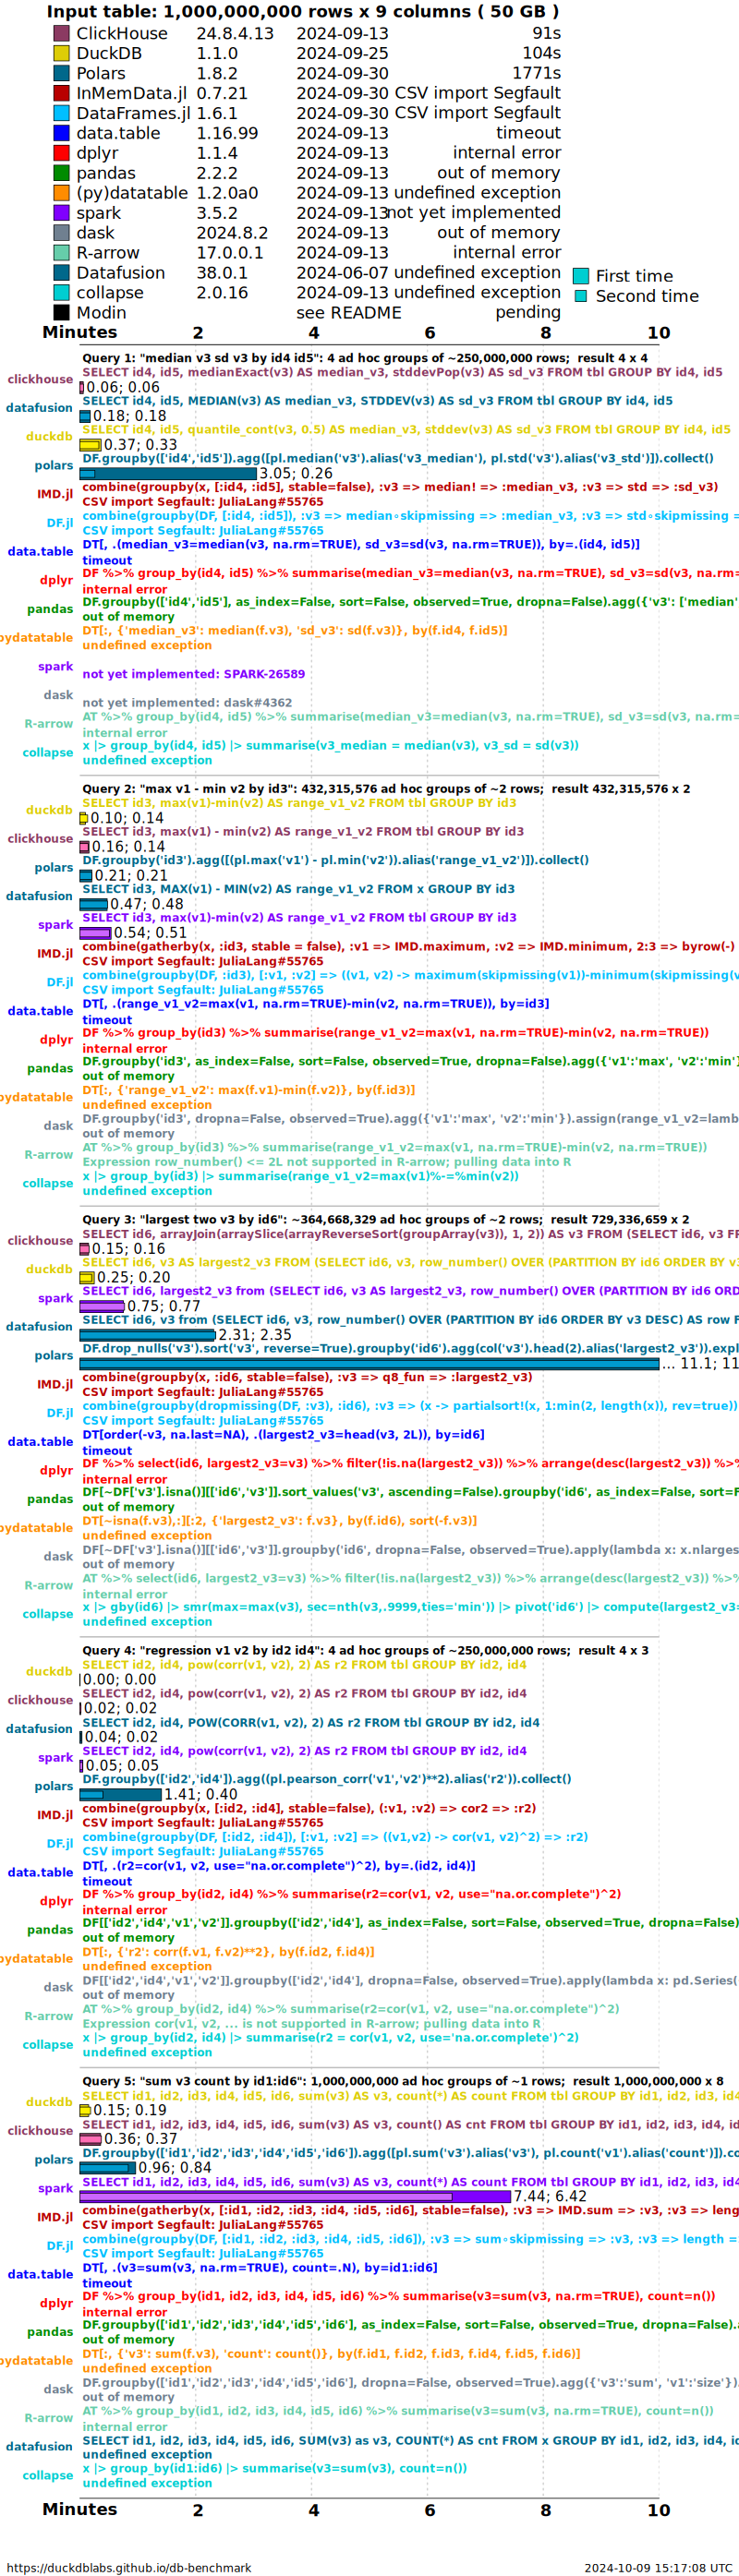 Input table: 1,000,000,000 rows x 9 columns ( 50 GB )
ClickHouse 24.8.4.13 2024-09-13 91s
DuckDB 1.1.0 2024-09-25 104s
Polars 1.8.2 2024-09-30 1771s
InMemData.jl 0.7.21 2024-09-30 CSV import Segfault
DataFrames.jl 1.6.1 2024-09-30 CSV import Segfault
data.table 1.16.99 2024-09-13 timeout
dplyr 1.1.4 2024-09-13 internal error
pandas 2.2.2 2024-09-13 out of memory
(py)datatable 1.2.0a0 2024-09-13 undefined exception
spark 3.5.2 2024-09-13 not yet implemented
dask 2024.8.2 2024-09-13 out of memory
R-arrow 17.0.0.1 2024-09-13 internal error
Datafusion 38.0.1 2024-06-07 undefined exception
collapse 2.0.16 2024-09-13 undefined exception
Modin see README pending
First time
Second time
Minutes 2 4 6 8 10
Query 1: "median v3 sd v3 by id4 id5": 4 ad hoc groups of ~250,000,000 rows; result 4 x 4
clickhouse SELECT id4, id5, medianExact(v3) AS median_v3, stddevPop(v3) AS sd_v3 FROM tbl GROUP BY id4, id5
0.06; 0.06
datafusion SELECT id4, id5, MEDIAN(v3) AS median_v3, STDDEV(v3) AS sd_v3 FROM tbl GROUP BY id4, id5
0.18; 0.18
duckdb SELECT id4, id5, quantile_cont(v3, 0.5) AS median_v3, stddev(v3) AS sd_v3 FROM tbl GROUP BY id4, id5
0.37; 0.33
polars DF.groupby(['id4','id5']).agg([pl.median('v3').alias('v3_median'), pl.std('v3').alias('v3_std')]).collect()
3.05; 0.26
IMD.jl combine(groupby(x, [:id4, :id5], stable=false), :v3 => median! => :median_v3, :v3 => std => :sd_v3)
CSV import Segfault: JuliaLang#55765
DF.jl combine(groupby(DF, [:id4, :id5]), :v3 => median∘skipmissing => :median_v3, :v3 => std∘skipmissing =
CSV import Segfault: JuliaLang#55765
data.table DT[, .(median_v3=median(v3, na.rm=TRUE), sd_v3=sd(v3, na.rm=TRUE)), by=.(id4, id5)]
timeout
dplyr DF %>% group_by(id4, id5) %>% summarise(median_v3=median(v3, na.rm=TRUE), sd_v3=sd(v3, na.rm=
internal error
pandas DF.groupby(['id4','id5'], as_index=False, sort=False, observed=True, dropna=False).agg({'v3': ['median'
out of memory
pydatatable DT[:, {'median_v3': median(f.v3), 'sd_v3': sd(f.v3)}, by(f.id4, f.id5)]
undefined exception
spark not yet implemented: SPARK-26589
dask not yet implemented: dask#4362
R-arrow AT %>% group_by(id4, id5) %>% summarise(median_v3=median(v3, na.rm=TRUE), sd_v3=sd(v3, na.rm=
internal error
collapse x |> group_by(id4, id5) |> summarise(v3_median = median(v3), v3_sd = sd(v3))
undefined exception
Query 2: "max v1 - min v2 by id3": 432,315,576 ad hoc groups of ~2 rows; result 432,315,576 x 2
duckdb SELECT id3, max(v1)-min(v2) AS range_v1_v2 FROM tbl GROUP BY id3
0.10; 0.14
clickhouse SELECT id3, max(v1) - min(v2) AS range_v1_v2 FROM tbl GROUP BY id3
0.16; 0.14
polars DF.groupby('id3').agg([(pl.max('v1') - pl.min('v2')).alias('range_v1_v2')]).collect()
0.21; 0.21
datafusion SELECT id3, MAX(v1) - MIN(v2) AS range_v1_v2 FROM x GROUP BY id3
0.47; 0.48
spark SELECT id3, max(v1)-min(v2) AS range_v1_v2 FROM tbl GROUP BY id3
0.54; 0.51
IMD.jl combine(gatherby(x, :id3, stable = false), :v1 => IMD.maximum, :v2 => IMD.minimum, 2:3 => byrow(-)
CSV import Segfault: JuliaLang#55765
DF.jl combine(groupby(DF, :id3), [:v1, :v2] => ((v1, v2) -> maximum(skipmissing(v1))-minimum(skipmissing(v
CSV import Segfault: JuliaLang#55765
data.table DT[, .(range_v1_v2=max(v1, na.rm=TRUE)-min(v2, na.rm=TRUE)), by=id3]
timeout
dplyr DF %>% group_by(id3) %>% summarise(range_v1_v2=max(v1, na.rm=TRUE)-min(v2, na.rm=TRUE))
internal error
pandas DF.groupby('id3', as_index=False, sort=False, observed=True, dropna=False).agg({'v1':'max', 'v2':'min'}
out of memory
pydatatable DT[:, {'range_v1_v2': max(f.v1)-min(f.v2)}, by(f.id3)]
undefined exception
dask DF.groupby('id3', dropna=False, observed=True).agg({'v1':'max', 'v2':'min'}).assign(range_v1_v2=lamb
out of memory
R-arrow AT %>% group_by(id3) %>% summarise(range_v1_v2=max(v1, na.rm=TRUE)-min(v2, na.rm=TRUE))
Expression row_number() <= 2L not supported in R-arrow; pulling data into R
collapse x |> group_by(id3) |> summarise(range_v1_v2=max(v1)%-=%min(v2))
undefined exception
Query 3: "largest two v3 by id6": ~364,668,329 ad hoc groups of ~2 rows; result 729,336,659 x 2
clickhouse SELECT id6, arrayJoin(arraySlice(arrayReverseSort(groupArray(v3)), 1, 2)) AS v3 FROM (SELECT id6, v3 FR
0.15; 0.16
duckdb SELECT id6, v3 AS largest2_v3 FROM (SELECT id6, v3, row_number() OVER (PARTITION BY id6 ORDER BY v3
0.25; 0.20
spark SELECT id6, largest2_v3 from (SELECT id6, v3 AS largest2_v3, row_number() OVER (PARTITION BY id6 ORD
0.75; 0.77
datafusion SELECT id6, v3 from (SELECT id6, v3, row_number() OVER (PARTITION BY id6 ORDER BY v3 DESC) AS row F
2.31; 2.35
polars DF.drop_nulls('v3').sort('v3', reverse=True).groupby('id6').agg(col('v3').head(2).alias('largest2_v3')).expl
... 11.1; 11
IMD.jl combine(groupby(x, :id6, stable=false), :v3 => q8_fun => :largest2_v3)
CSV import Segfault: JuliaLang#55765
DF.jl combine(groupby(dropmissing(DF, :v3), :id6), :v3 => (x -> partialsort!(x, 1:min(2, length(x)), rev=true))
CSV import Segfault: JuliaLang#55765
data.table DT[order(-v3, na.last=NA), .(largest2_v3=head(v3, 2L)), by=id6]
timeout
dplyr DF %>% select(id6, largest2_v3=v3) %>% filter(!is.na(largest2_v3)) %>% arrange(desc(largest2_v3)) %>%
internal error
pandas DF[~DF['v3'].isna()][['id6','v3']].sort_values('v3', ascending=False).groupby('id6', as_index=False, sort=F
out of memory
pydatatable DT[~isna(f.v3),:][:2, {'largest2_v3': f.v3}, by(f.id6), sort(-f.v3)]
undefined exception
dask DF[~DF['v3'].isna()][['id6','v3']].groupby('id6', dropna=False, observed=True).apply(lambda x: x.nlarges
out of memory
R-arrow AT %>% select(id6, largest2_v3=v3) %>% filter(!is.na(largest2_v3)) %>% arrange(desc(largest2_v3)) %>%
internal error
collapse x |> gby(id6) |> smr(max=max(v3), sec=nth(v3,.9999,ties='min')) |> pivot('id6') |> compute(largest2_v3=
undefined exception
Query 4: "regression v1 v2 by id2 id4": 4 ad hoc groups of ~250,000,000 rows; result 4 x 3
duckdb SELECT id2, id4, pow(corr(v1, v2), 2) AS r2 FROM tbl GROUP BY id2, id4
0.00; 0.00
clickhouse SELECT id2, id4, pow(corr(v1, v2), 2) AS r2 FROM tbl GROUP BY id2, id4
0.02; 0.02
datafusion SELECT id2, id4, POW(CORR(v1, v2), 2) AS r2 FROM tbl GROUP BY id2, id4
0.04; 0.02
spark SELECT id2, id4, pow(corr(v1, v2), 2) AS r2 FROM tbl GROUP BY id2, id4
0.05; 0.05
polars DF.groupby(['id2','id4']).agg((pl.pearson_corr('v1','v2')**2).alias('r2')).collect()
1.41; 0.40
IMD.jl combine(groupby(x, [:id2, :id4], stable=false), (:v1, :v2) => cor2 => :r2)
CSV import Segfault: JuliaLang#55765
DF.jl combine(groupby(DF, [:id2, :id4]), [:v1, :v2] => ((v1,v2) -> cor(v1, v2)^2) => :r2)
CSV import Segfault: JuliaLang#55765
data.table DT[, .(r2=cor(v1, v2, use="na.or.complete")^2), by=.(id2, id4)]
timeout
dplyr DF %>% group_by(id2, id4) %>% summarise(r2=cor(v1, v2, use="na.or.complete")^2)
internal error
pandas DF[['id2','id4','v1','v2']].groupby(['id2','id4'], as_index=False, sort=False, observed=True, dropna=False)
out of memory
pydatatable DT[:, {'r2': corr(f.v1, f.v2)**2}, by(f.id2, f.id4)]
undefined exception
dask DF[['id2','id4','v1','v2']].groupby(['id2','id4'], dropna=False, observed=True).apply(lambda x: pd.Series(
out of memory
R-arrow AT %>% group_by(id2, id4) %>% summarise(r2=cor(v1, v2, use="na.or.complete")^2)
Expression cor(v1, v2, ... is not supported in R-arrow; pulling data into R
collapse x |> group_by(id2, id4) |> summarise(r2 = cor(v1, v2, use='na.or.complete')^2)
undefined exception
Query 5: "sum v3 count by id1:id6": 1,000,000,000 ad hoc groups of ~1 rows; result 1,000,000,000 x 8
duckdb SELECT id1, id2, id3, id4, id5, id6, sum(v3) AS v3, count(*) AS count FROM tbl GROUP BY id1, id2, id3, id4
0.15; 0.19
clickhouse SELECT id1, id2, id3, id4, id5, id6, sum(v3) AS v3, count() AS cnt FROM tbl GROUP BY id1, id2, id3, id4, id
0.36; 0.37
polars DF.groupby(['id1','id2','id3','id4','id5','id6']).agg([pl.sum('v3').alias('v3'), pl.count('v1').alias('count')]).co
0.96; 0.84
spark SELECT id1, id2, id3, id4, id5, id6, sum(v3) AS v3, count(*) AS count FROM tbl GROUP BY id1, id2, id3, id4
7.44; 6.42
IMD.jl combine(gatherby(x, [:id1, :id2, :id3, :id4, :id5, :id6], stable=false), :v3 => IMD.sum => :v3, :v3 => leng
CSV import Segfault: JuliaLang#55765
DF.jl combine(groupby(DF, [:id1, :id2, :id3, :id4, :id5, :id6]), :v3 => sum∘skipmissing => :v3, :v3 => length =
CSV import Segfault: JuliaLang#55765
data.table DT[, .(v3=sum(v3, na.rm=TRUE), count=.N), by=id1:id6]
timeout
dplyr DF %>% group_by(id1, id2, id3, id4, id5, id6) %>% summarise(v3=sum(v3, na.rm=TRUE), count=n())
internal error
pandas DF.groupby(['id1','id2','id3','id4','id5','id6'], as_index=False, sort=False, observed=True, dropna=False).a
out of memory
pydatatable DT[:, {'v3': sum(f.v3), 'count': count()}, by(f.id1, f.id2, f.id3, f.id4, f.id5, f.id6)]
undefined exception
dask DF.groupby(['id1','id2','id3','id4','id5','id6'], dropna=False, observed=True).agg({'v3':'sum', 'v1':'size'})
out of memory
R-arrow AT %>% group_by(id1, id2, id3, id4, id5, id6) %>% summarise(v3=sum(v3, na.rm=TRUE), count=n())
internal error
datafusion SELECT id1, id2, id3, id4, id5, id6, SUM(v3) as v3, COUNT(*) AS cnt FROM x GROUP BY id1, id2, id3, id4, id
undefined exception
collapse x |> group_by(id1:id6) |> summarise(v3=sum(v3), count=n())
undefined exception
Minutes 2 4 6 8 10
https://duckdblabs.github.io/db-benchmark 2024-10-09 15:17:08 UTC